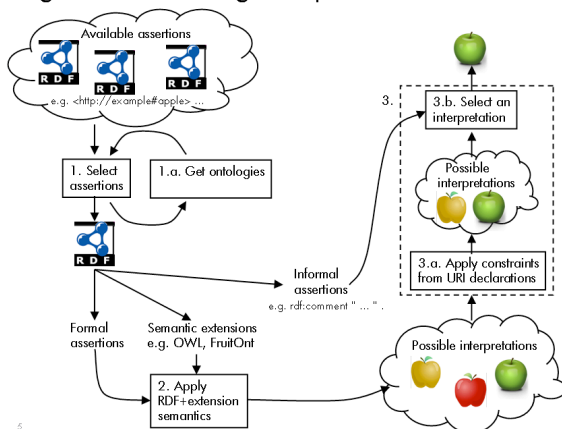 Available assertions
RDF
RDF
RDF
e.g. <http://example#apple> ...
1. Select
assertions
1.a. Get ontologies
RDF
Formal
assertions
Semantic extensions
e.g. OWL, FruitOnt
Informal
assertions
e.g. rdf:comment " ... " .
2. Apply
RDF+extension
semantics
Possible interpretations
3.
3.a. Apply constraints
from URI declarations
Possible
interpretations
3.b. Select an
interpretation